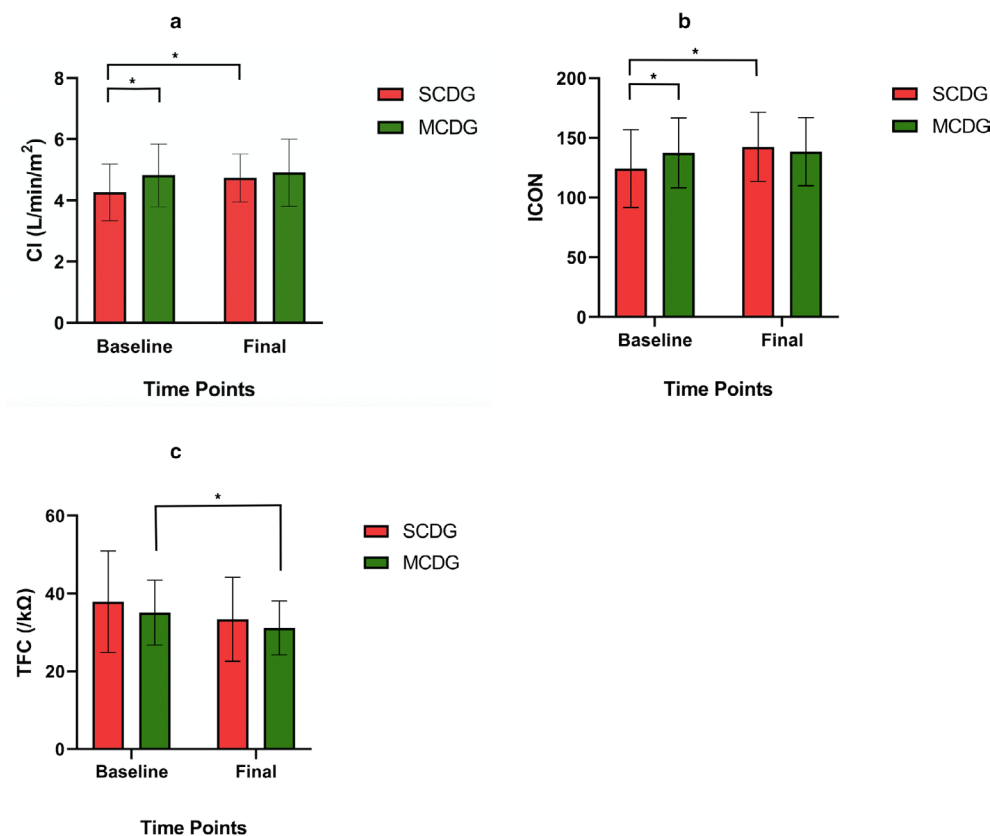 a
*
*
8
6
4
2
0
CI (L/min/m²)
Baseline Final
Time Points
SCDG
MCDG
b
*
*
200
150
100
50
0
ICON
Baseline Final
Time Points
SCDG
MCDG
c
*
60
40
20
0
TFC (/kΩ)
Baseline Final
Time Points
SCDG
MCDG